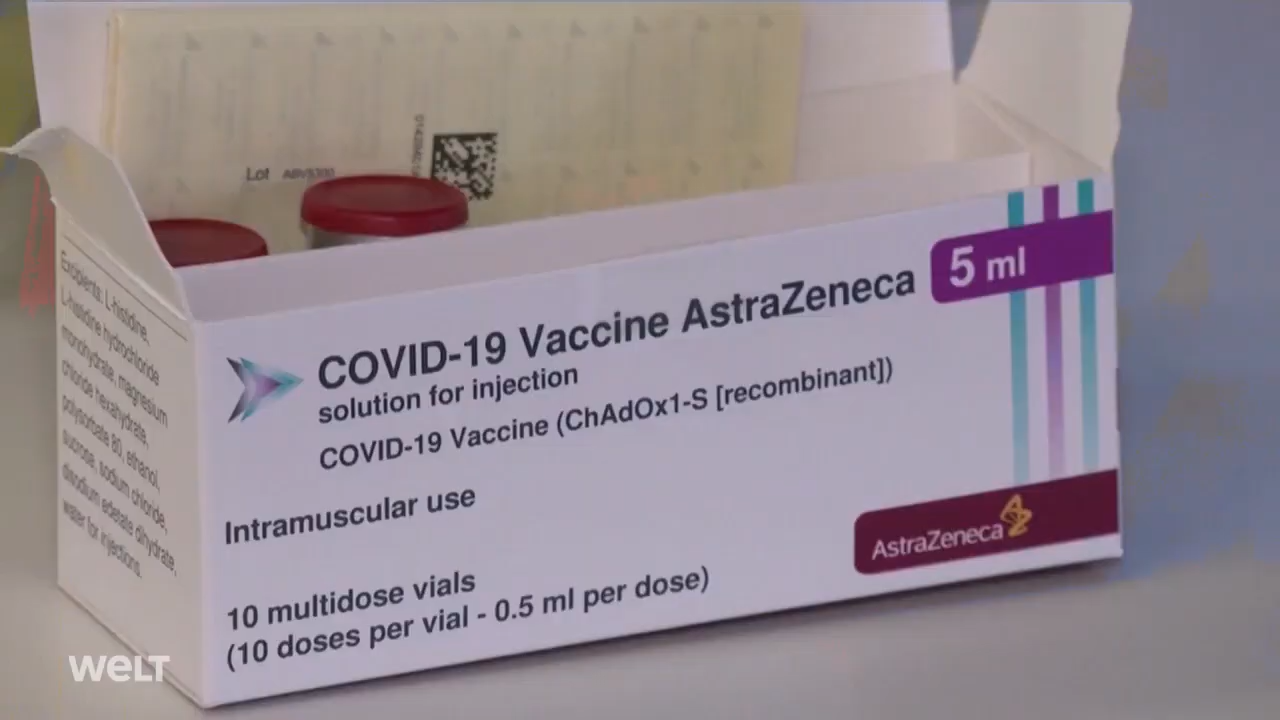 Lot ABV5300
5 ml
COVID-19 Vaccine AstraZeneca
solution for injection
COVID-19 Vaccine (ChAdOx1-S [recombinant])
Intramuscular use
10 multidose vials
(10 doses per vial - 0.5 ml per dose)
AstraZeneca
Excipients: L-histidine,
L-histidine hydrochloride
monohydrate, magnesium
chloride hexahydrate,
polysorbate 80, ethanol,
sucrose, sodium chloride,
disodium edetate dihydrate,
water for injections.
WELT